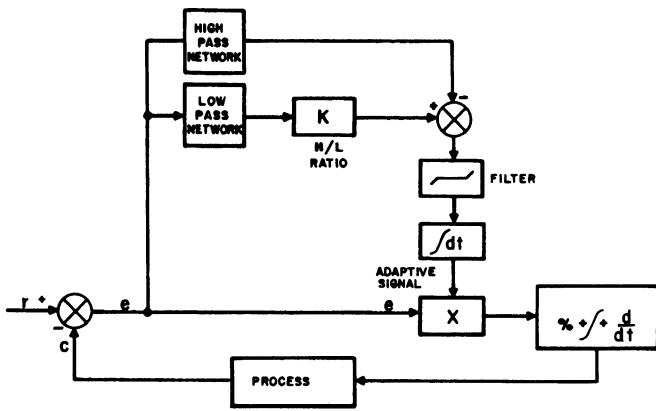 HIGH
PASS
NETWORK
LOW
PASS
NETWORK
K
H/L
RATIO
+
−
FILTER
∫dt
ADAPTIVE
SIGNAL
r +
−
c
e
e
X
% + ∫ + d/dt
PROCESS